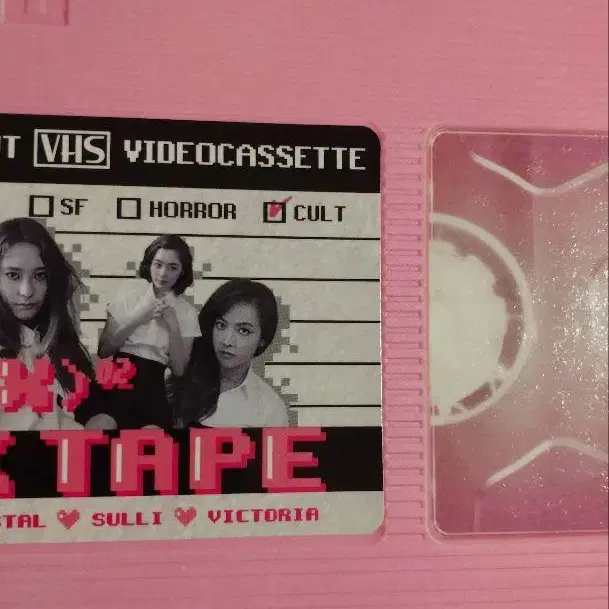 VHS VIDEOCASSETTE
SF HORROR CULT
02
TAPE
SULLI VICTORIA